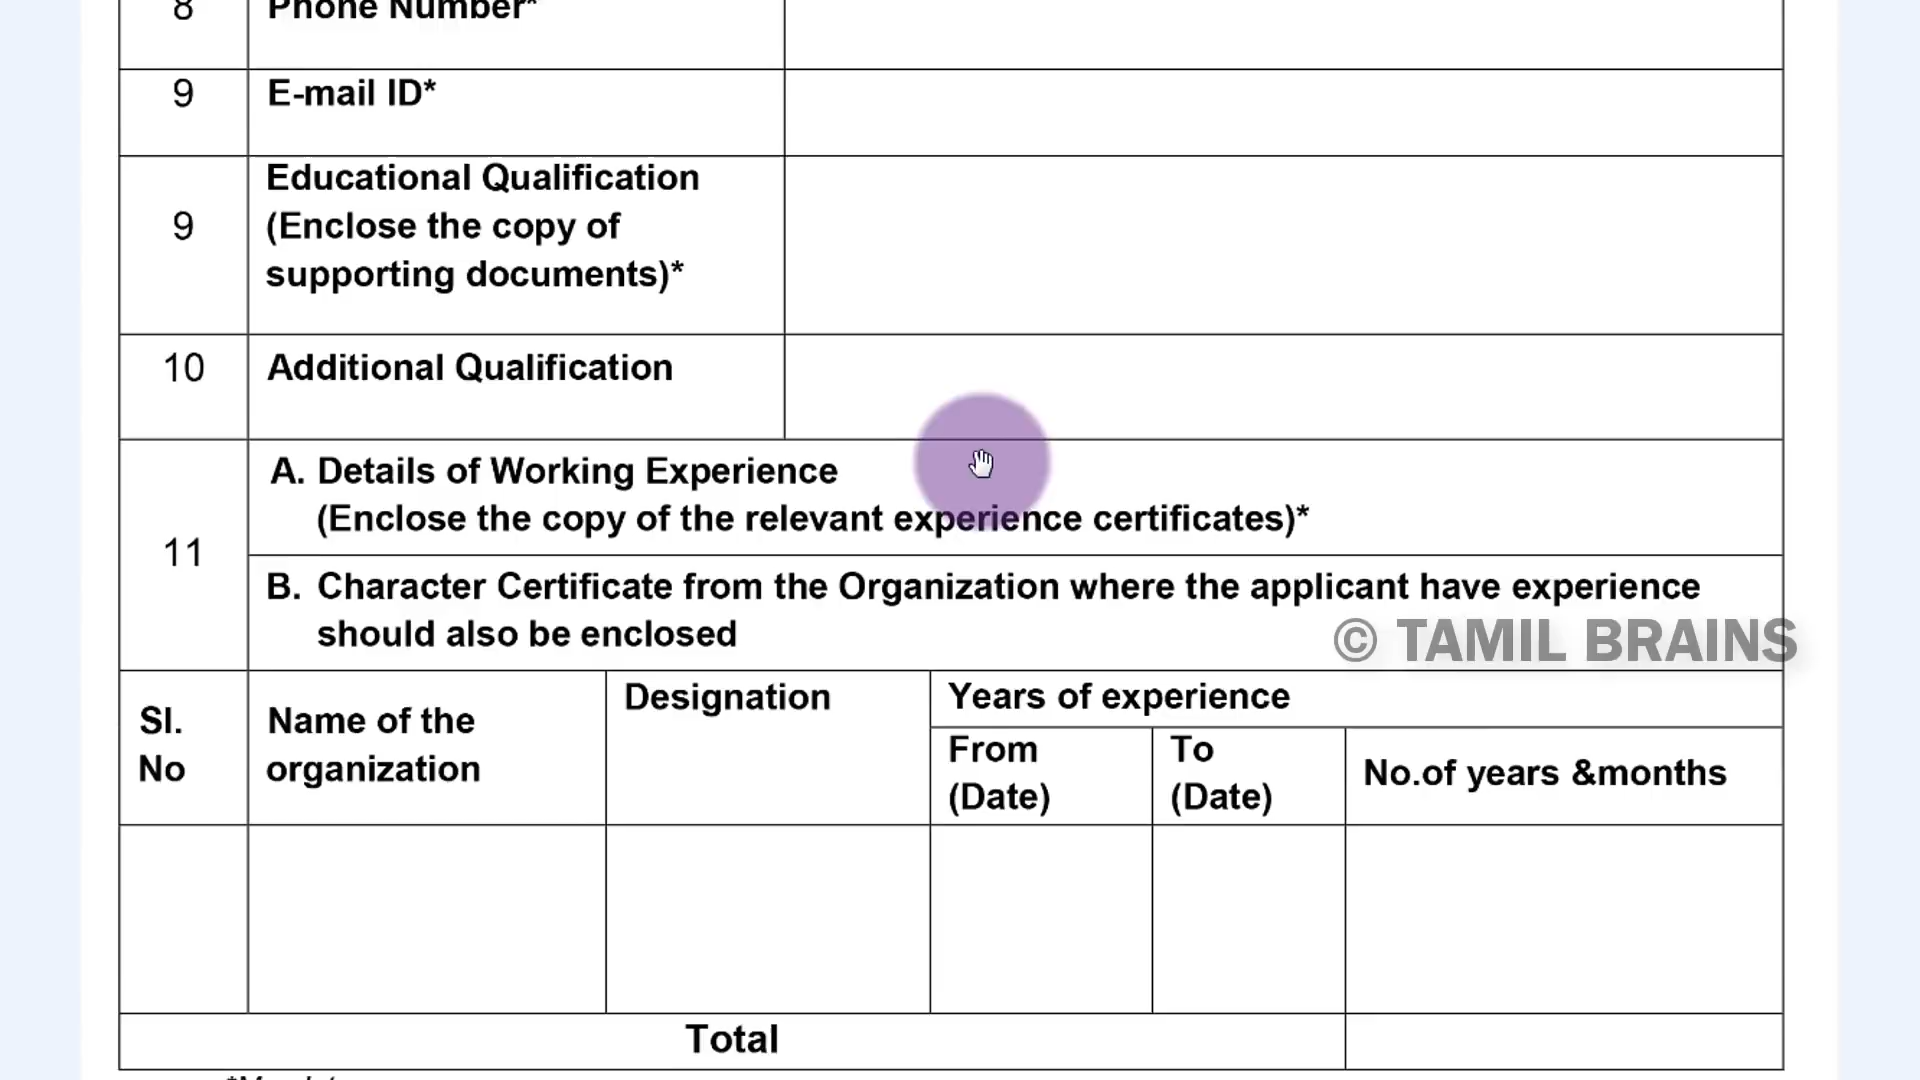 8 Phone Number*
9 E-mail ID*
Educational Qualification
9 (Enclose the copy of
supporting documents)*
10 Additional Qualification
11
A. Details of Working Experience
(Enclose the copy of the relevant experience certificates)*
B. Character Certificate from the Organization where the applicant have experience
should also be enclosed
© TAMIL BRAINS
Sl.
No
Name of the
organization
Designation
Years of experience
From
(Date)
To
(Date)
No.of years &months
Total